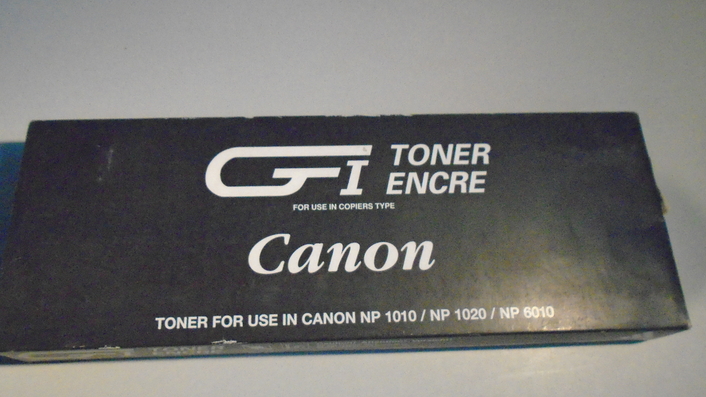 GI TONER
ENCRE
FOR USE IN COPIERS TYPE
Canon
TONER FOR USE IN CANON NP 1010 / NP 1020 / NP 6010